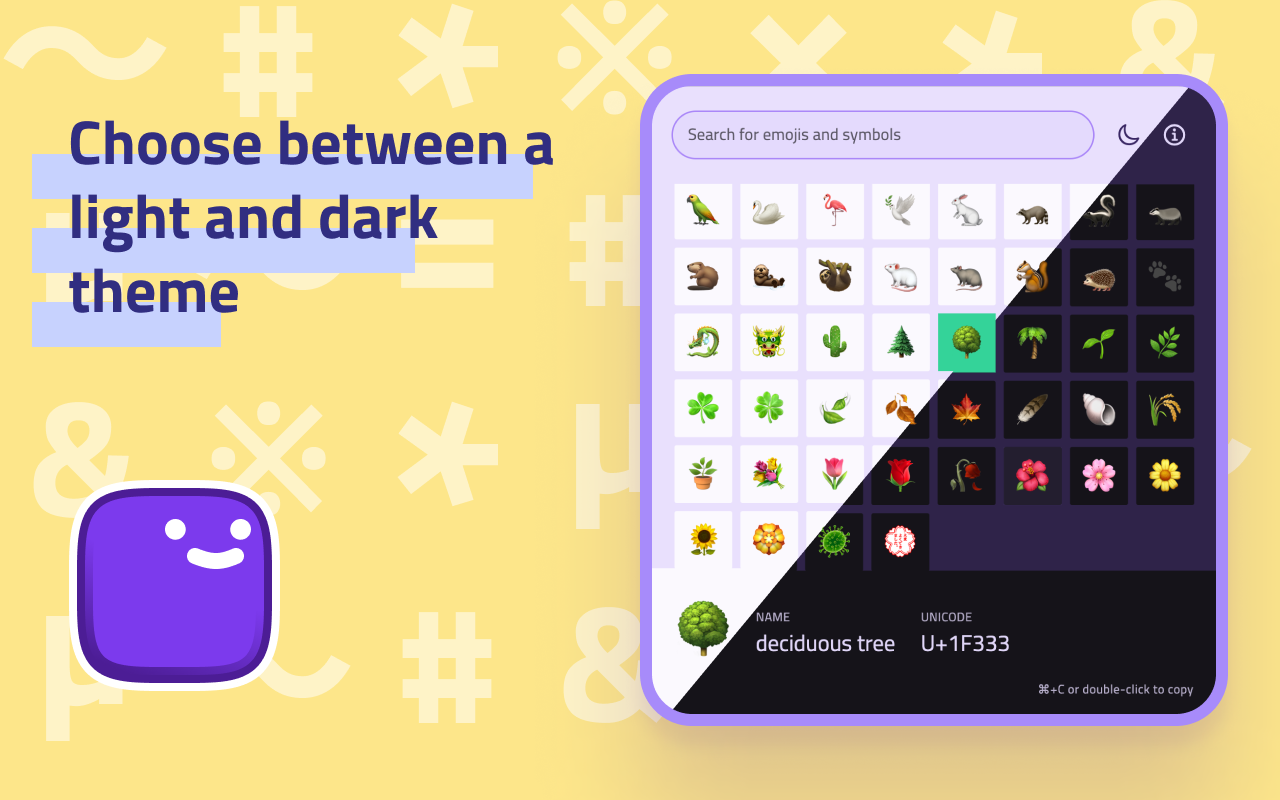 Choose between a
light and dark
theme
Search for emojis and symbols
NAME
UNICODE
deciduous tree
U+1F333
⌘+C or double-click to copy